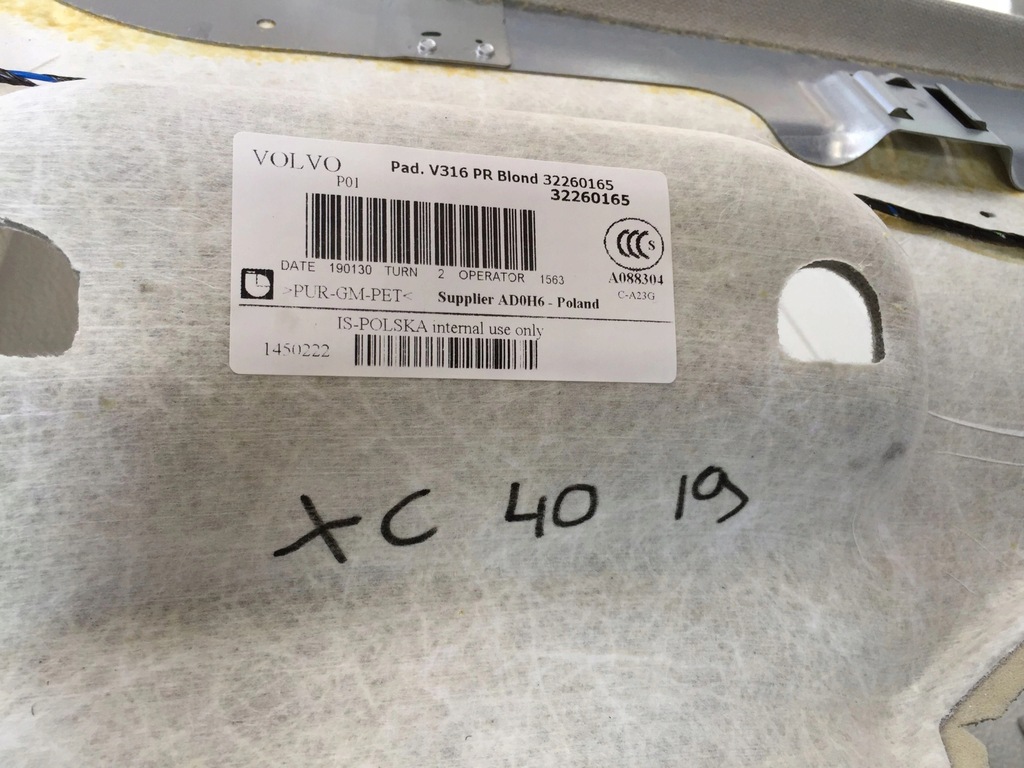 VOLVO
Pad. V316 PR Blond 32260165
P01
32260165
S
DATE 190130 TURN 2 OPERATOR 1563
A088304
>PUR-GM-PET<
Supplier AD0H6 - Poland
C-A23G
IS-POLSKA internal use only
1450222
XC 40 19